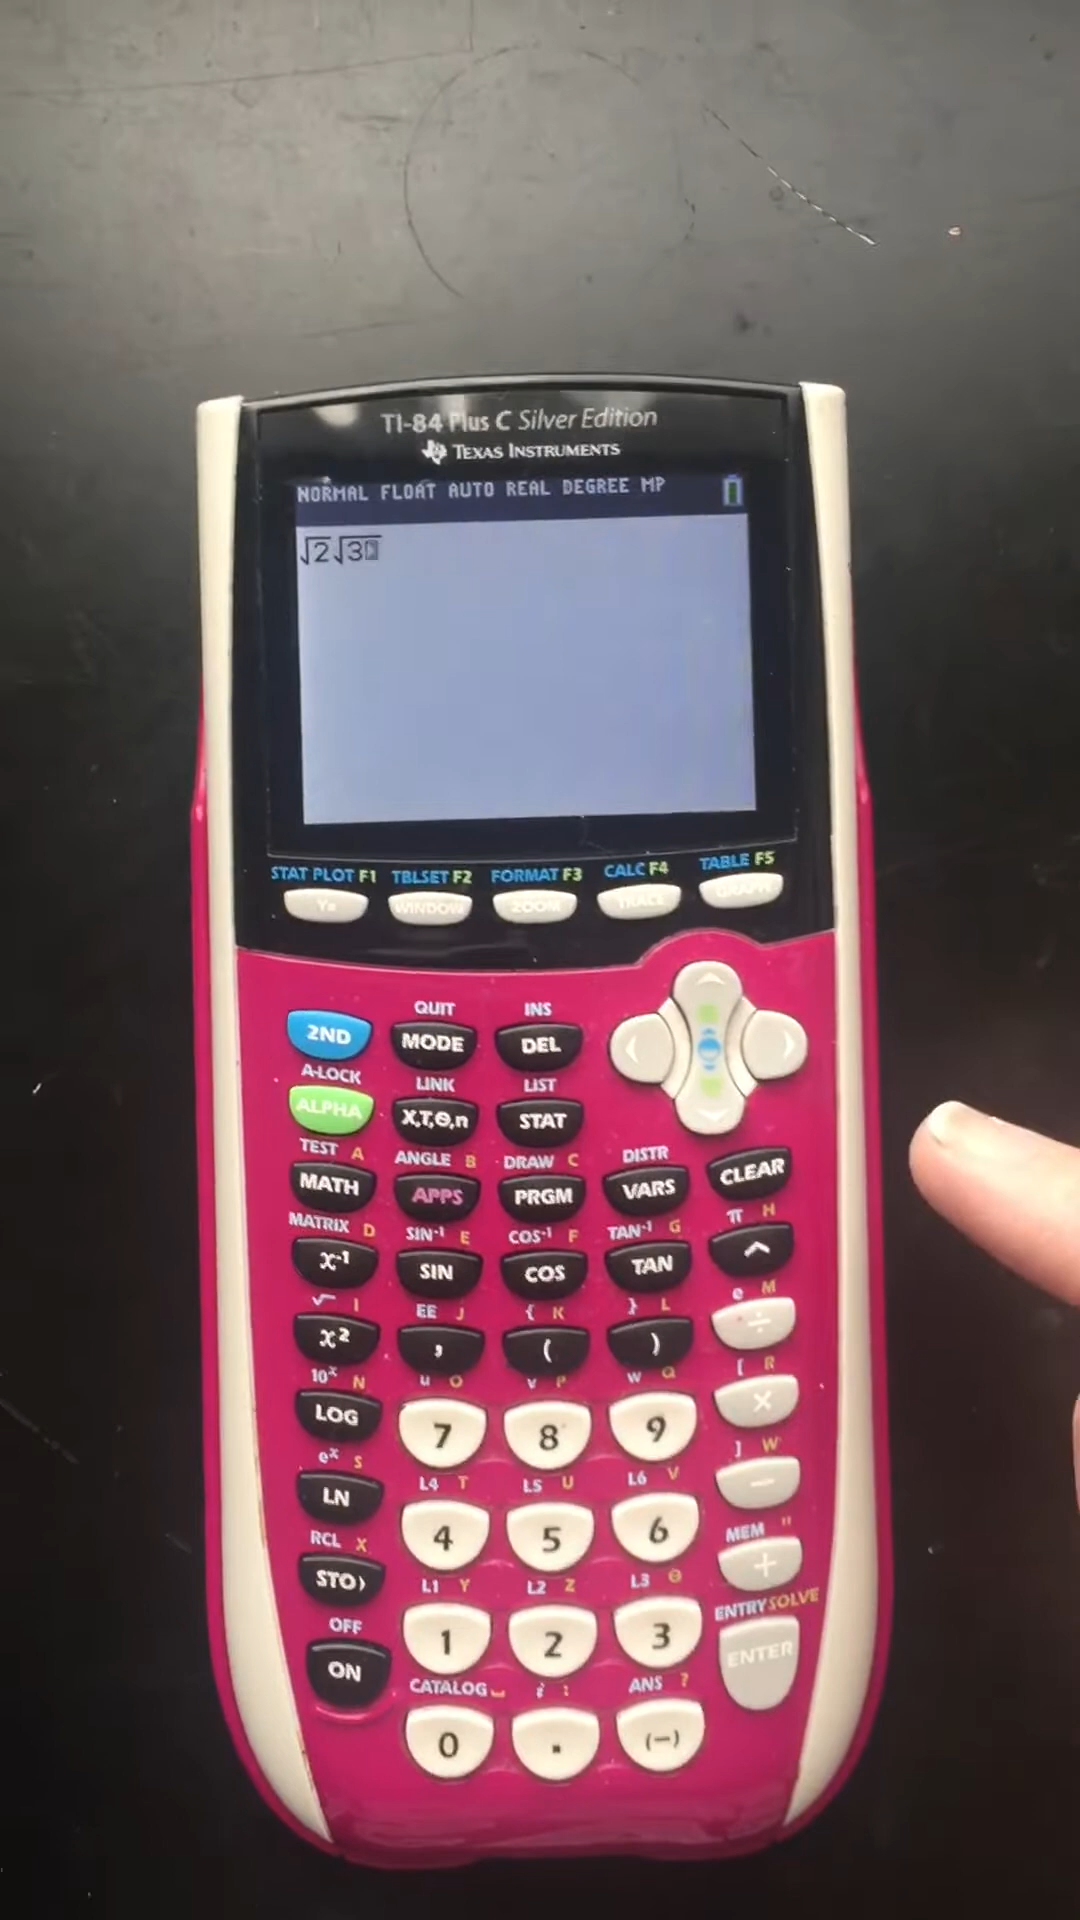 TI-84 Plus C Silver Edition
TEXAS INSTRUMENTS
NORMAL FLOAT AUTO REAL DEGREE MP
√2√3
STAT PLOT F1 TBLSET F2 FORMAT F3 CALC F4 TABLE F5
Y= WINDOW ZOOM TRACE GRAPH
QUIT INS
2ND MODE DEL
A-LOCK LINK LIST
ALPHA X,T,θ,n STAT
TEST A ANGLE B DRAW C DISTR
MATH APPS PRGM VARS CLEAR
MATRIX D SIN⁻¹ E COS⁻¹ F TAN⁻¹ G π H
x⁻¹ SIN COS TAN ^
√ I EE J { K } L e M
x² , ( ) ÷
10ˣ N u O v P w Q [ R
LOG 7 8 9 ×
eˣ S L4 T L5 U L6 V ] W
LN 4 5 6 −
RCL X L1 Y L2 Z L3 θ MEM "
STO› 1 2 3 +
OFF CATALOG ⎵ i : ANS ? ENTRY SOLVE
ON 0 . (−) ENTER